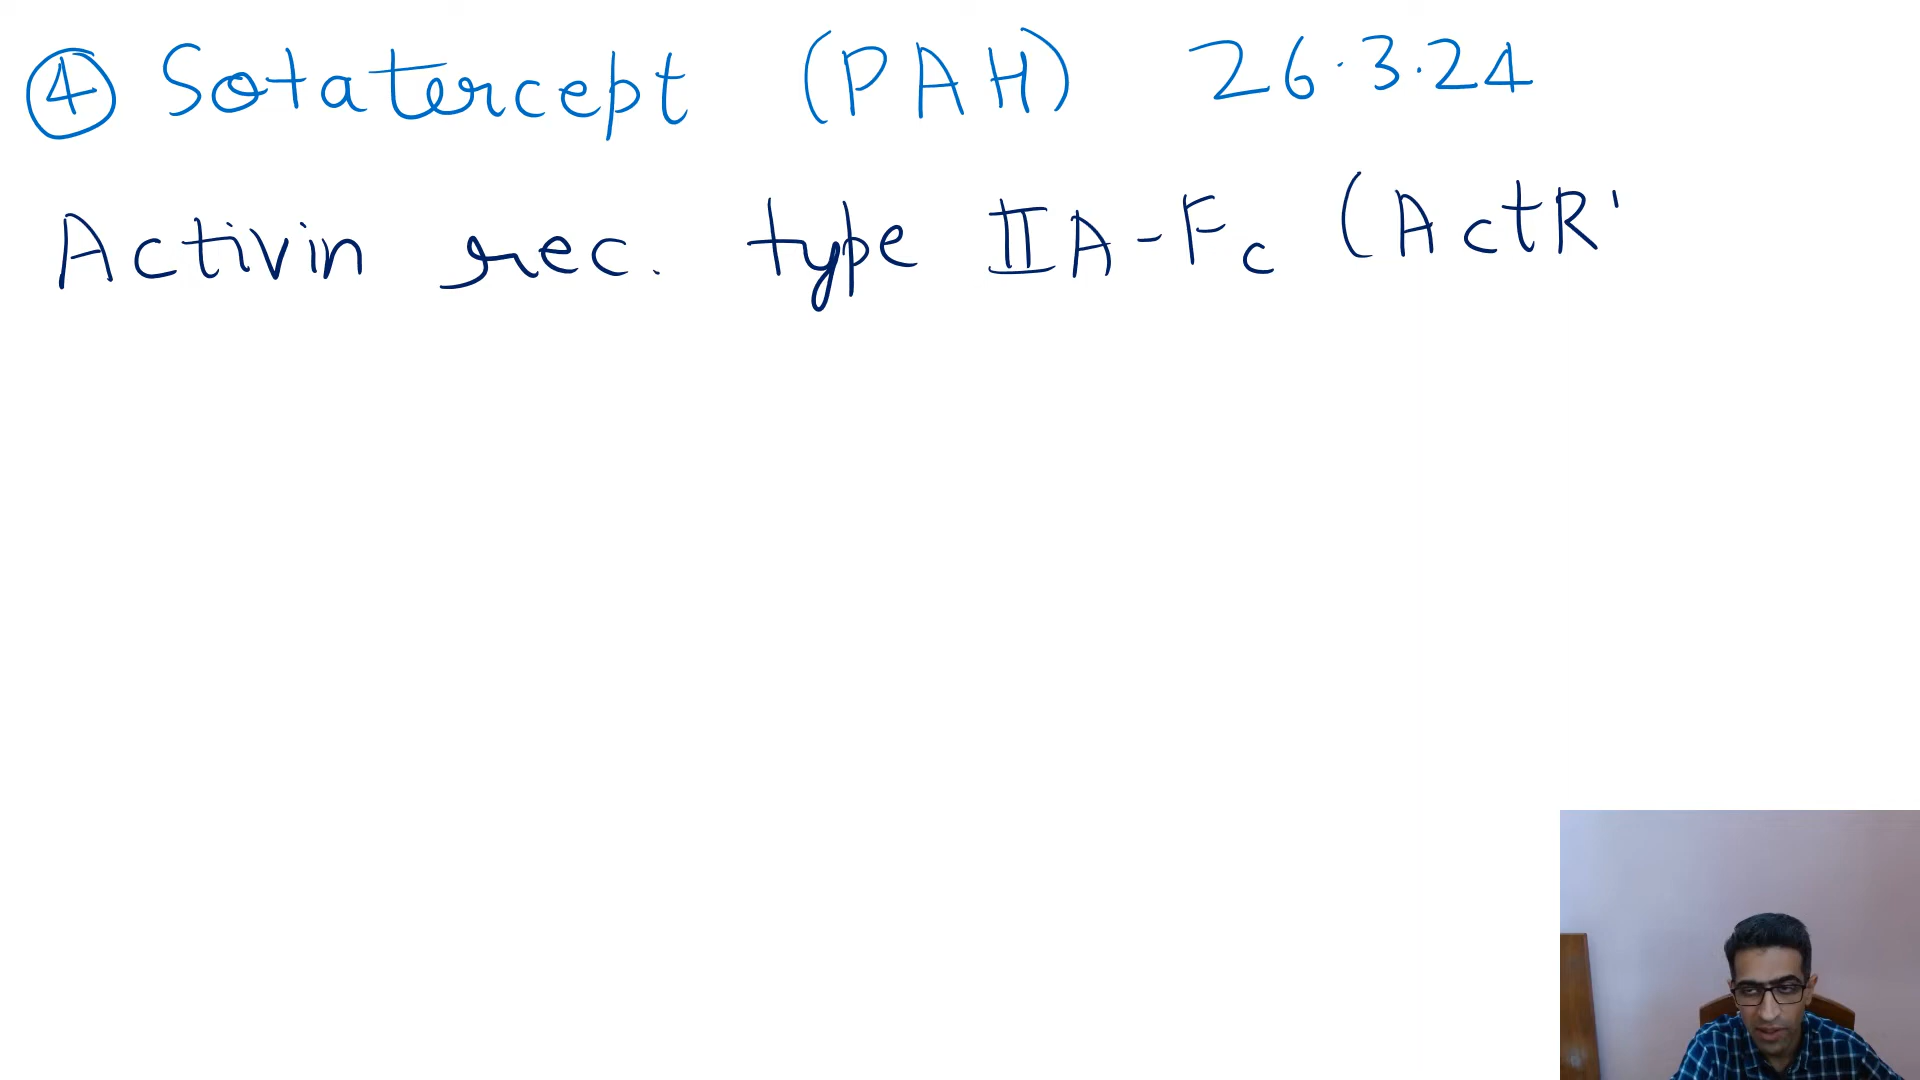 ④ Sotatercept (PAH) 26.3.24
Activin rec. type IIA-Fc (ActR'